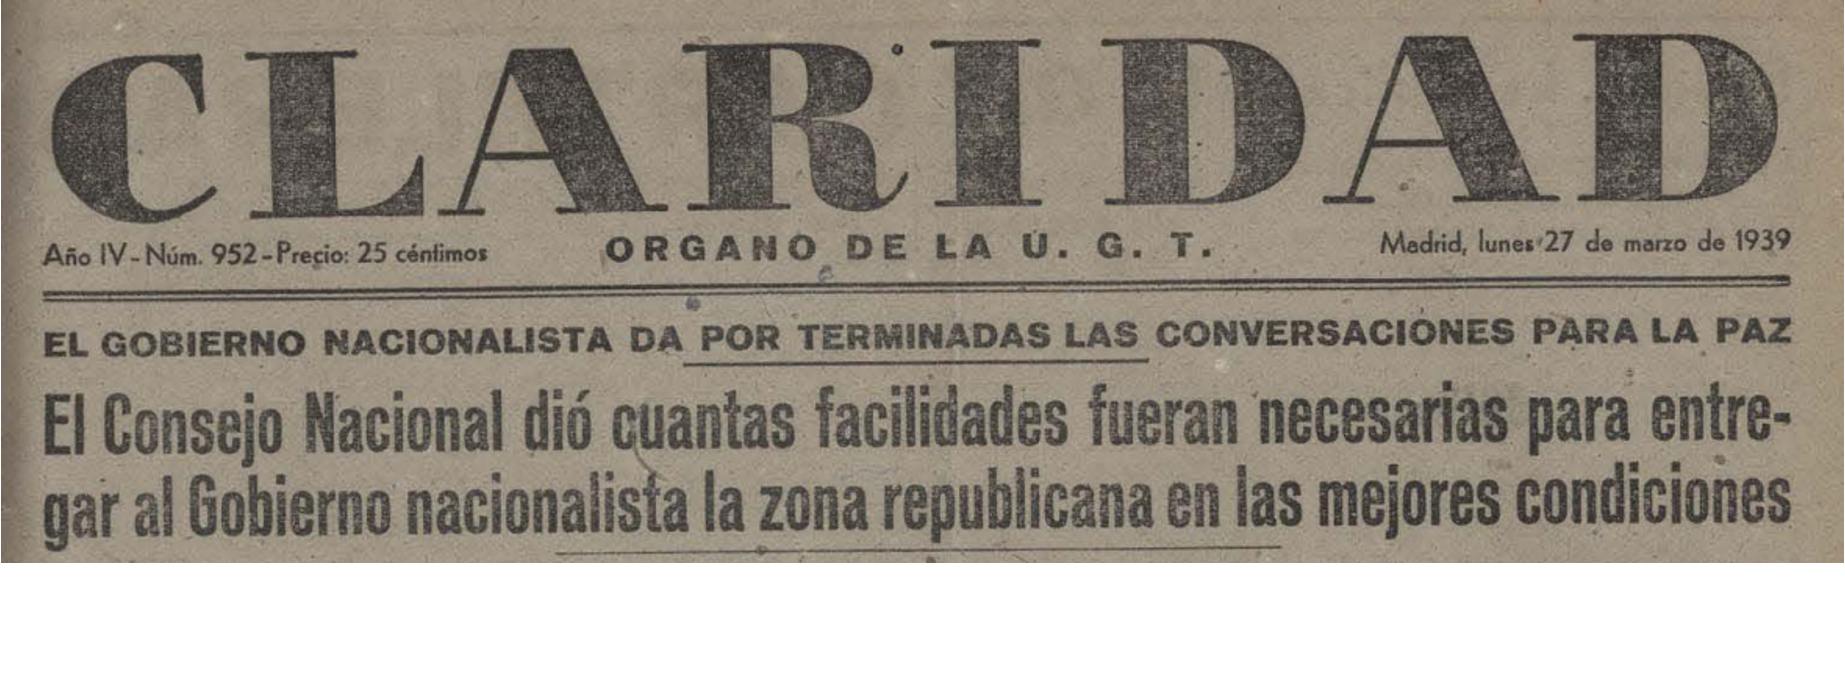 CLARIDAD
Año IV - Núm. 952 - Precio: 25 céntimos
ORGANO DE LA U. G. T.
Madrid, lunes 27 de marzo de 1939
EL GOBIERNO NACIONALISTA DA POR TERMINADAS LAS CONVERSACIONES PARA LA PAZ
El Consejo Nacional dió cuantas facilidades fueran necesarias para entre-
gar al Gobierno nacionalista la zona republicana en las mejores condiciones